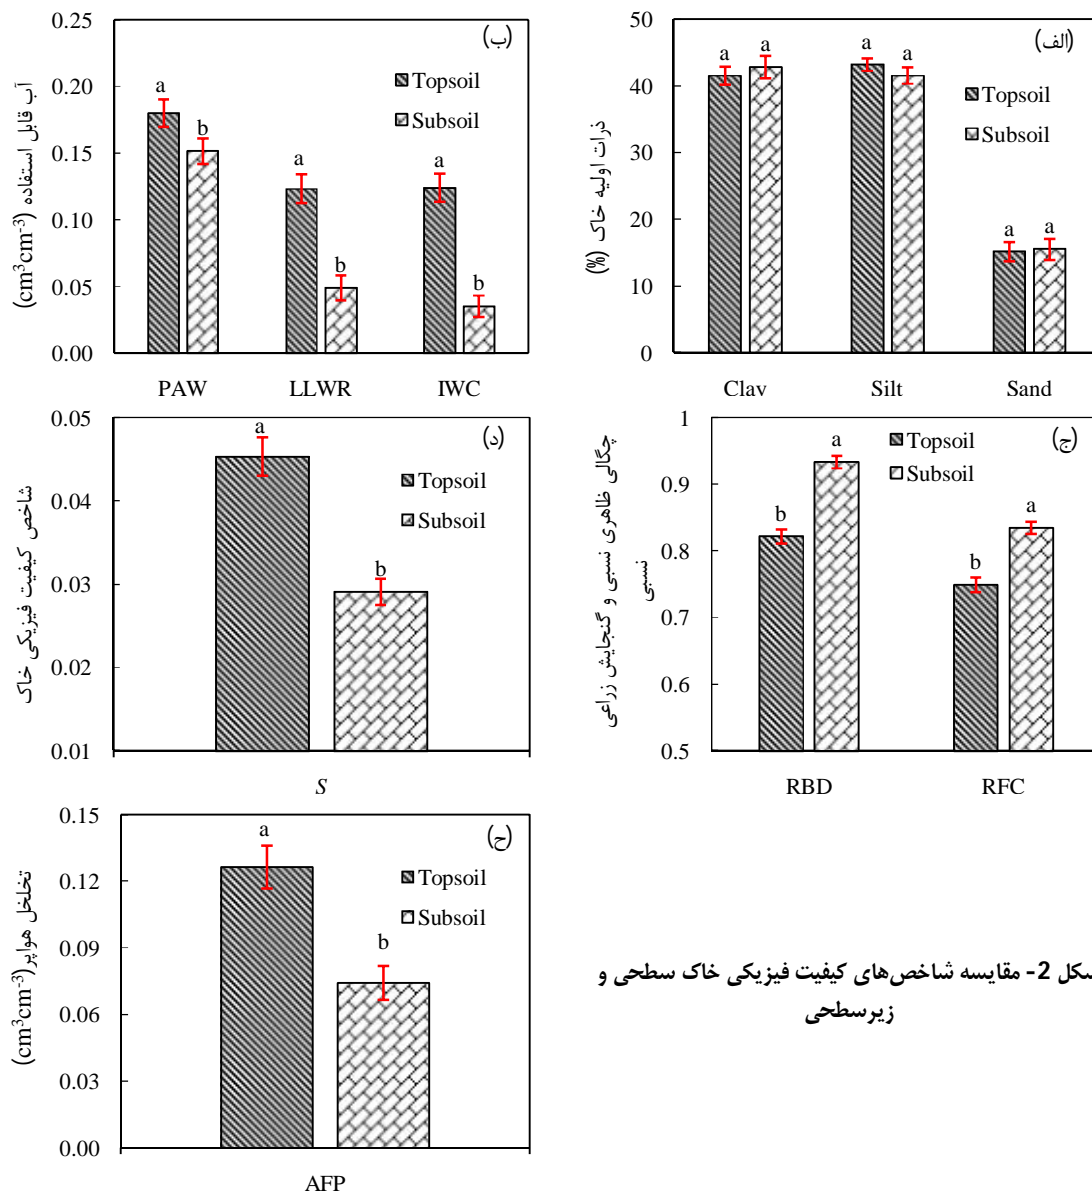 (الف)
ذرات اولیه خاک (%)
50
40
30
20
10
0
a
a
a
a
a
a
Topsoil
Subsoil
Clav Silt Sand
(ب)
آب قابل استفاده (cm³cm⁻³)
0.25
0.20
0.15
0.10
0.05
0.00
a
b
a
b
a
b
Topsoil
Subsoil
PAW LLWR IWC
(ج)
چگالی ظاهری نسبی و گنجایش زراعی
نسبی
1
0.9
0.8
0.7
0.6
0.5
b
a
b
a
Topsoil
Subsoil
RBD RFC
(د)
شاخص کیفیت فیزیکی خاک
0.05
0.04
0.03
0.02
0.01
a
b
Topsoil
Subsoil
S
(ح)
تخلخل هواپر(cm³cm⁻³)
0.15
0.12
0.09
0.06
0.03
0.00
a
b
Topsoil
Subsoil
AFP
شکل 2- مقایسه شاخص‌های کیفیت فیزیکی خاک سطحی و
زیرسطحی